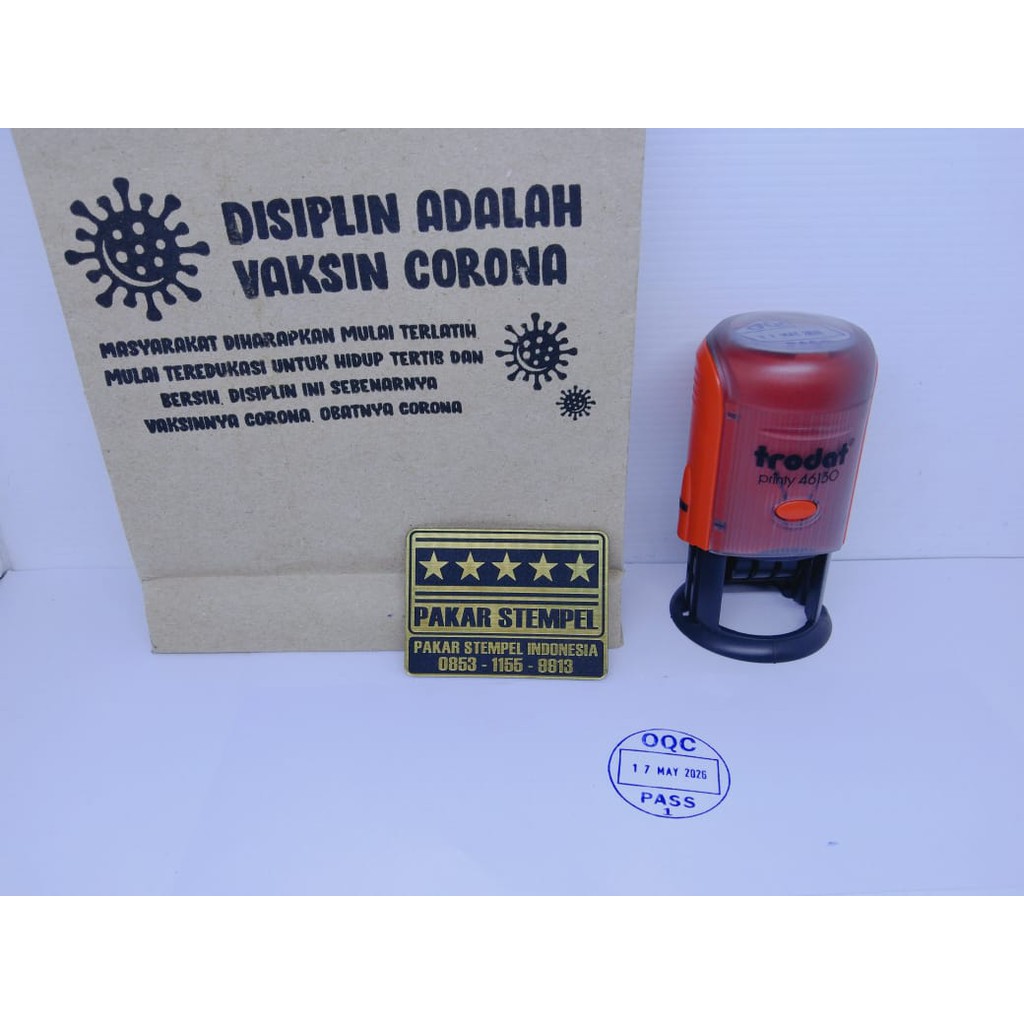 DISIPLIN ADALAH
VAKSIN CORONA
MASYARAKAT DIHARAPKAN MULAI TERLATIH,
MULAI TEREDUKASI UNTUK HIDUP TERTIB DAN
BERSIH. DISIPLIN INI SEBENARNYA
VAKSINNYA CORONA, OBATNYA CORONA
trodat®
printy 46130
PAKAR STEMPEL
PAKAR STEMPEL INDONESIA
0853 - 1155 - 9913
OQC
17 MAY 2026
PASS
1